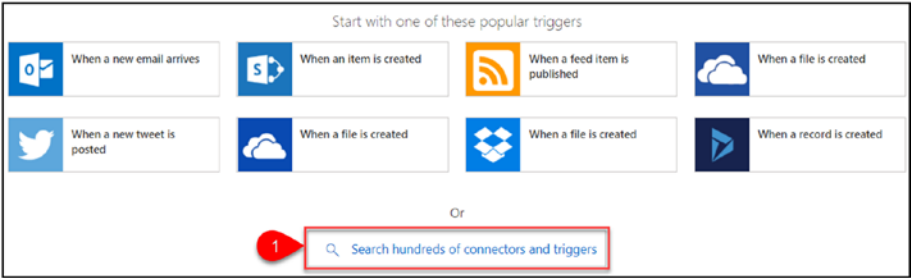 Start with one of these popular triggers
When a new email arrives
When an item is created
When a feed item is
published
When a file is created
When a new tweet is
posted
When a file is created
When a file is created
When a record is created
Or
1
Search hundreds of connectors and triggers